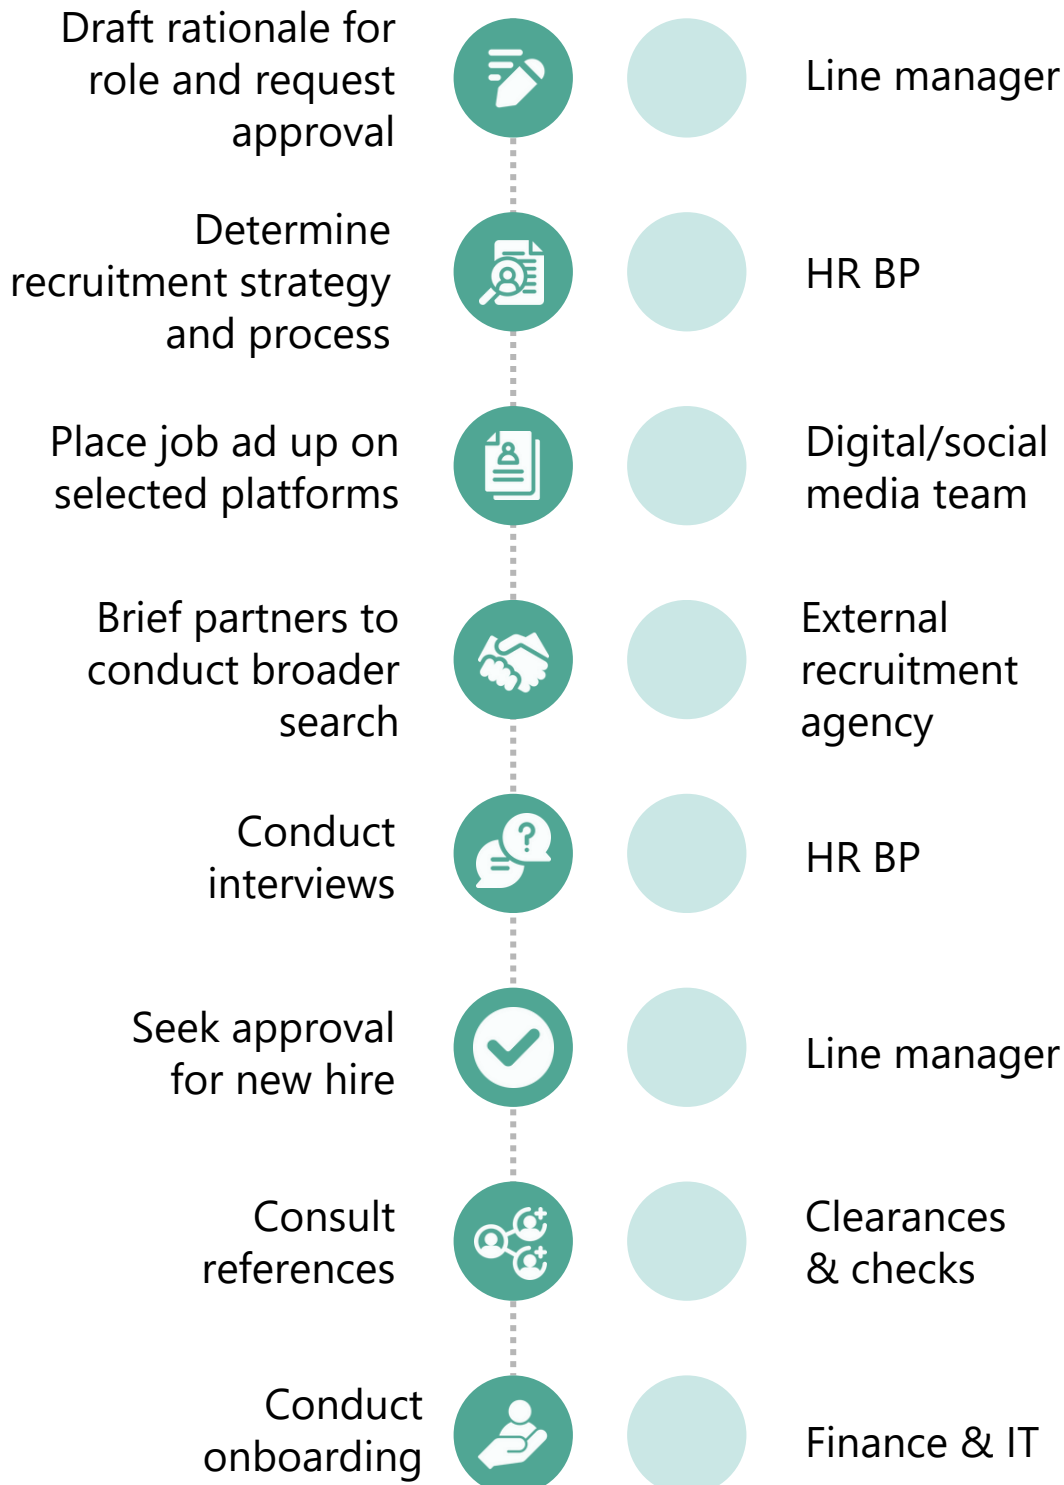 Draft rationale for
role and request
approval
Line manager
Determine
recruitment strategy
and process
HR BP
Place job ad up on
selected platforms
Digital/social
media team
Brief partners to
conduct broader
search
External
recruitment
agency
Conduct
interviews
?
HR BP
Seek approval
for new hire
Line manager
Consult
references
Clearances
& checks
Conduct
onboarding
Finance & IT